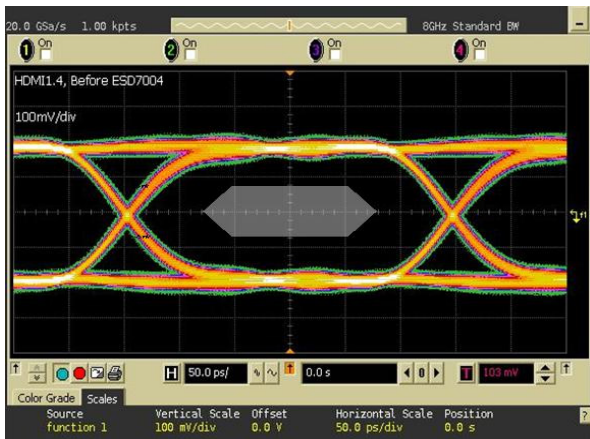 20.0 GSa/s 1.00 kpts 8GHz Standard BW
1 On 2 On 3 On 4 On
HDMI1.4, Before ESD7004
100mV/div
f1
H 50.0 ps/ 0.0 s 0 T 103 mV
Color Grade Scales
Source Vertical Scale Offset Horizontal Scale Position
function 1 100 mV/div 0.0 V 50.0 ps/div 0.0 s
?